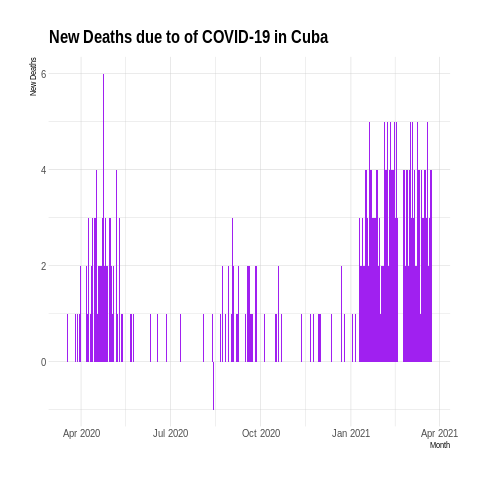 New Deaths due to of COVID-19 in Cuba
New Deaths
6
4
2
0
Apr 2020 Jul 2020 Oct 2020 Jan 2021 Apr 2021
Month